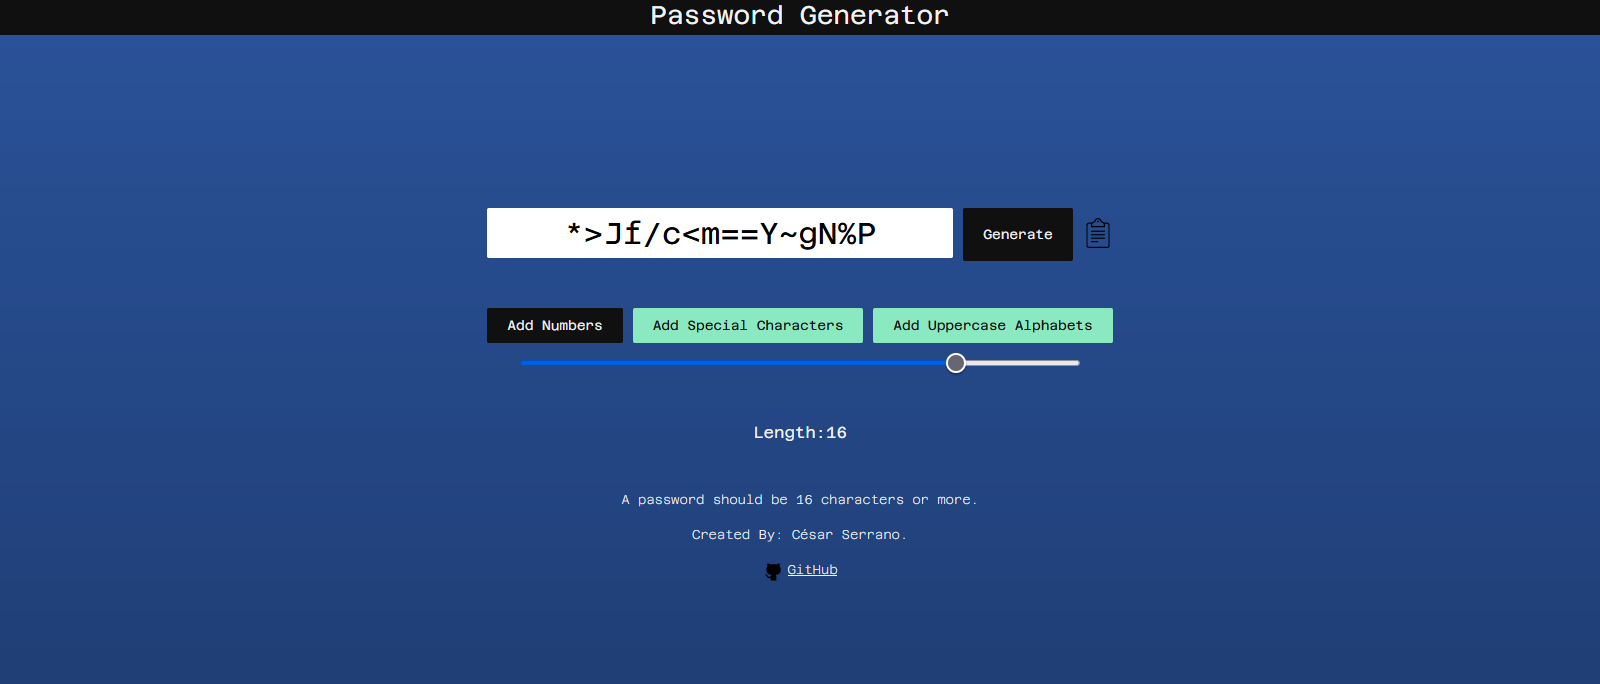 Password Generator
*>Jf/c<m==Y~gN%P
Generate
Add Numbers
Add Special Characters
Add Uppercase Alphabets
Length:16
A password should be 16 characters or more.
Created By: César Serrano.
GitHub